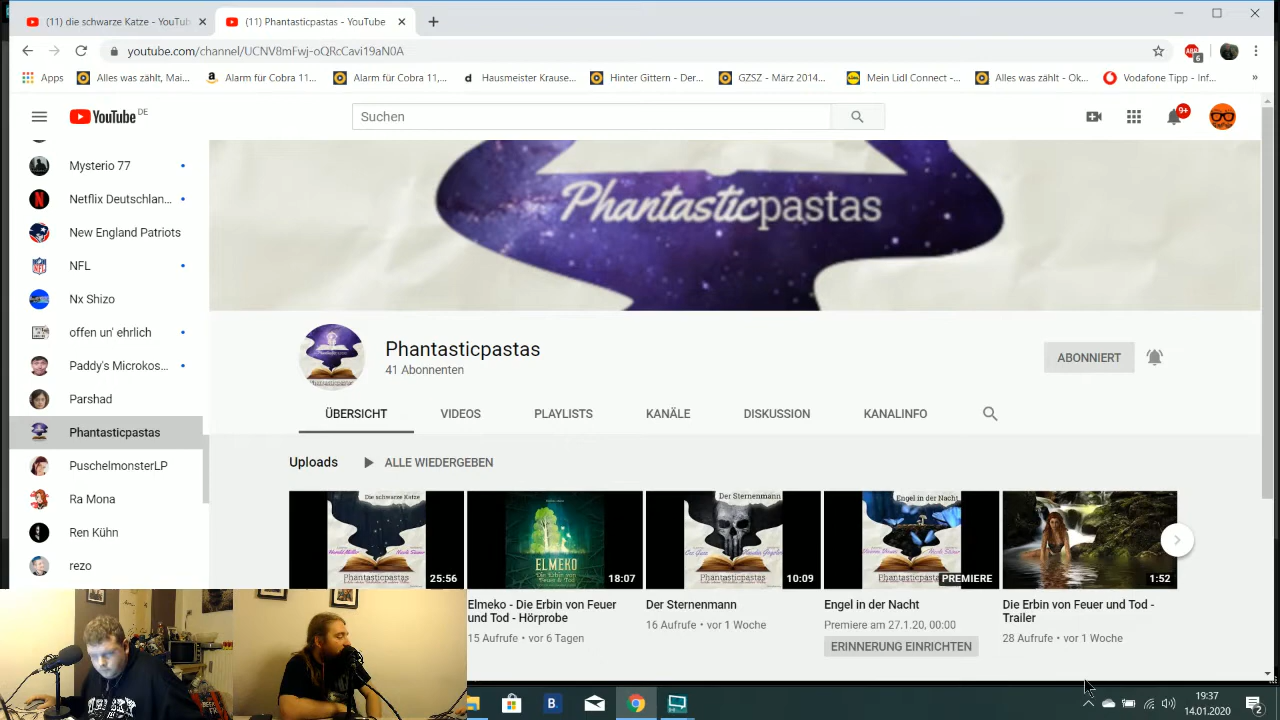 (11) die schwarze Katze - YouTub
(11) Phantasticpastas - YouTube
youtube.com/channel/UCNV8mFwj-oQRcCavi19aN0A
6
Apps
Alles was zählt, Mai...
Alarm für Cobra 11...
Alarm für Cobra 11,...
Hausmeister Krause...
Hinter Gittern - Der...
GZSZ - März 2014...
Mein Lidl Connect -...
Alles was zählt - Ok...
Vodafone Tipp - Inf...
YouTube DE
Suchen
9+
Mysterio 77
Netflix Deutschlan...
New England Patriots
NFL
Nx Shizo
offen un' ehrlich
Paddy's Microkos...
Parshad
Phantasticpastas
PuschelmonsterLP
Ra Mona
Ren Kühn
rezo
Phantasticpastas
Phantasticpastas
41 Abonnenten
ABONNIERT
ÜBERSICHT
VIDEOS
PLAYLISTS
KANÄLE
DISKUSSION
KANALINFO
Uploads
ALLE WIEDERGEBEN
Die schwarze Katze
Phantasticpastas
25:56
ELMEKO
18:07
Der Sternenmann
Phantasticpastas
10:09
Engel in der Nacht
PREMIERE
1:52
Elmeko - Die Erbin von Feuer
und Tod - Hörprobe
15 Aufrufe • vor 6 Tagen
Der Sternenmann
16 Aufrufe • vor 1 Woche
Engel in der Nacht
Premiere am 27.1.20, 00:00
ERINNERUNG EINRICHTEN
Die Erbin von Feuer und Tod -
Trailer
28 Aufrufe • vor 1 Woche
B
19:37
14.01.2020
2